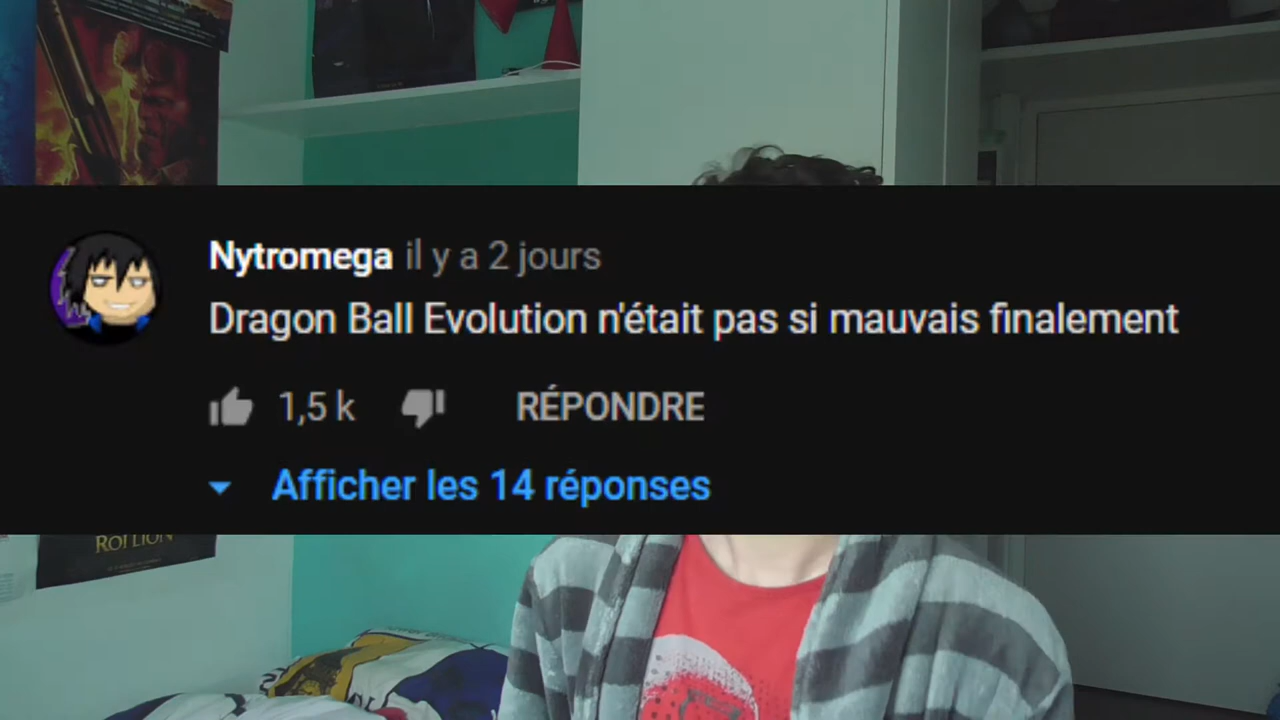 Nytromega il y a 2 jours
Dragon Ball Evolution n'était pas si mauvais finalement
1,5 k RÉPONDRE
Afficher les 14 réponses
ROI LION